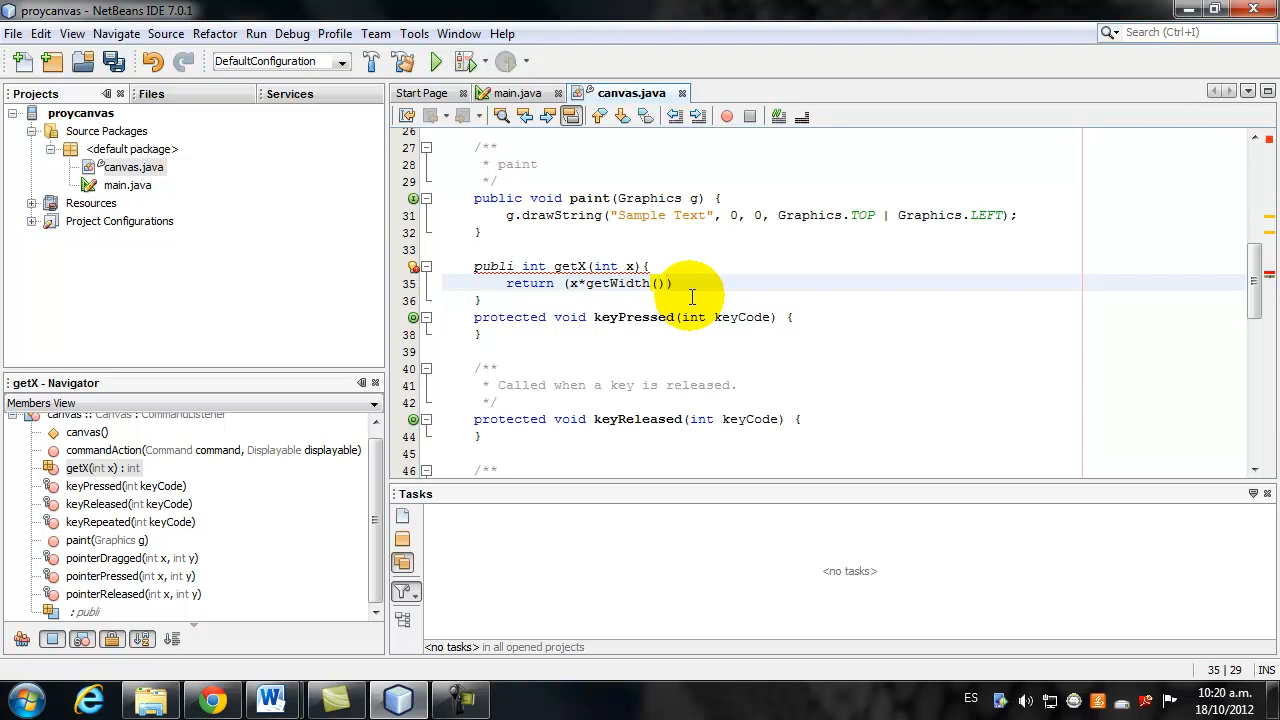 proycanvas - NetBeans IDE 7.0.1
File Edit View Navigate Source Refactor Run Debug Profile Team Tools Window Help
Search (Ctrl+I)
DefaultConfiguration
Projects Files Services
proycanvas
Source Packages
<default package>
canvas.java
main.java
Resources
Project Configurations
getX - Navigator
Members View
canvas :: Canvas : CommandListener
canvas()
commandAction(Command command, Displayable displayable)
getX(int x) : int
keyPressed(int keyCode)
keyReleased(int keyCode)
keyRepeated(int keyCode)
paint(Graphics g)
pointerDragged(int x, int y)
pointerPressed(int x, int y)
pointerReleased(int x, int y)
: publi
Start Page main.java canvas.java
26
27 /**
28 * paint
29 */
public void paint(Graphics g) {
31 g.drawString("Sample Text", 0, 0, Graphics.TOP | Graphics.LEFT);
32 }
33
publi int getX(int x){
35 return (x*getWidth())
36 }
protected void keyPressed(int keyCode) {
38 }
39
40 /**
41 * Called when a key is released.
42 */
protected void keyReleased(int keyCode) {
44 }
45
46 /**
Tasks
<no tasks>
<no tasks> in all opened projects
35 | 29 INS
ES
10:20 a.m.
18/10/2012